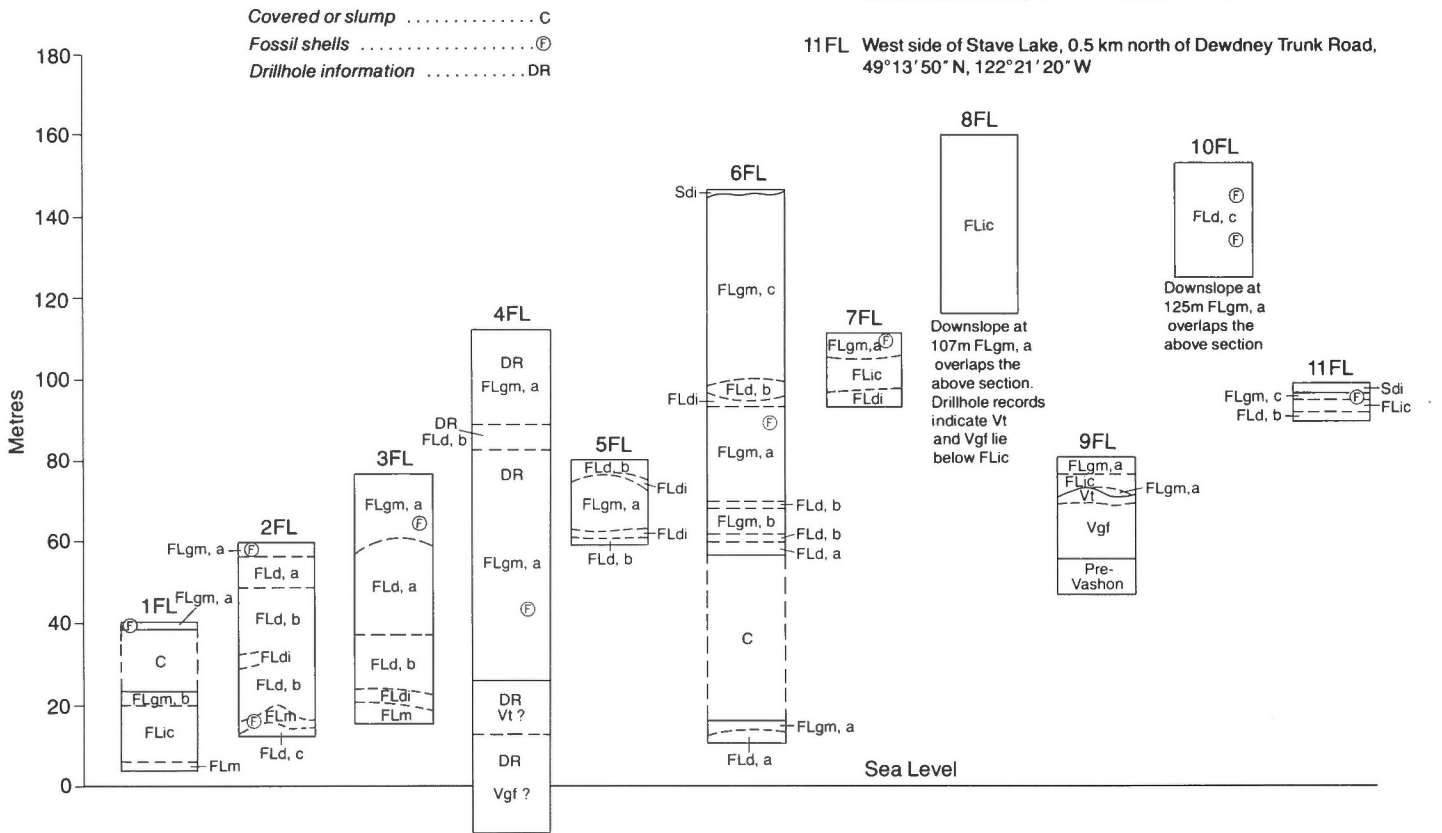 Covered or slump ............. C
Fossil shells .................. Ⓕ
Drillhole information .......... DR
11FL West side of Stave Lake, 0.5 km north of Dewdney Trunk Road,
49°13′50″ N, 122°21′20″ W
Metres
180
160
140
120
100
80
60
40
20
0
Sea Level
1FL
FLgm, a
Ⓕ
C
FLgm, b
FLic
FLm
2FL
FLgm, a
Ⓕ
FLd, a
FLd, b
FLdi
FLd, b
FLm
Ⓕ
FLd, c
3FL
FLgm, a
Ⓕ
FLd, a
FLd, b
FLdi
FLm
4FL
DR
FLgm, a
DR
FLd, b
DR
FLgm, a
Ⓕ
DR
Vt ?
DR
Vgf ?
5FL
FLd, b
FLdi
FLgm, a
FLdi
FLd, b
6FL
Sdi
FLgm, c
FLd, b
FLdi
Ⓕ
FLgm, a
FLd, b
FLgm, b
FLd, b
FLd, a
C
FLgm, a
FLd, a
7FL
FLgm, a Ⓕ
FLic
FLdi
8FL
FLic
Downslope at
107m FLgm, a
overlaps the
above section.
Drillhole records
indicate Vt
and Vgf lie
below FLic
9FL
FLgm, a
FLic
FLgm, a
Vt
Vgf
Pre-
Vashon
10FL
Ⓕ
FLd, c
Ⓕ
Downslope at
125m FLgm, a
overlaps the
above section
11FL
Sdi
FLgm, c
Ⓕ
FLic
FLd, b